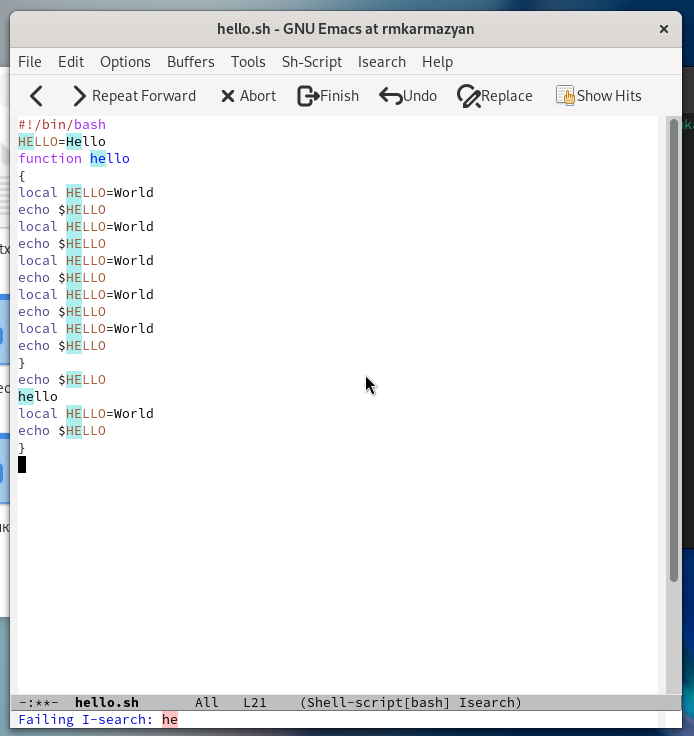 hello.sh - GNU Emacs at rmkarmazyan
File Edit Options Buffers Tools Sh-Script Isearch Help
Repeat Forward Abort Finish Undo Replace Show Hits
#!/bin/bash
HELLO=Hello
function hello
{
local HELLO=World
echo $HELLO
local HELLO=World
echo $HELLO
local HELLO=World
echo $HELLO
local HELLO=World
echo $HELLO
local HELLO=World
echo $HELLO
}
echo $HELLO
hello
local HELLO=World
echo $HELLO
}
-:**- hello.sh All L21 (Shell-script[bash] Isearch)
Failing I-search: he